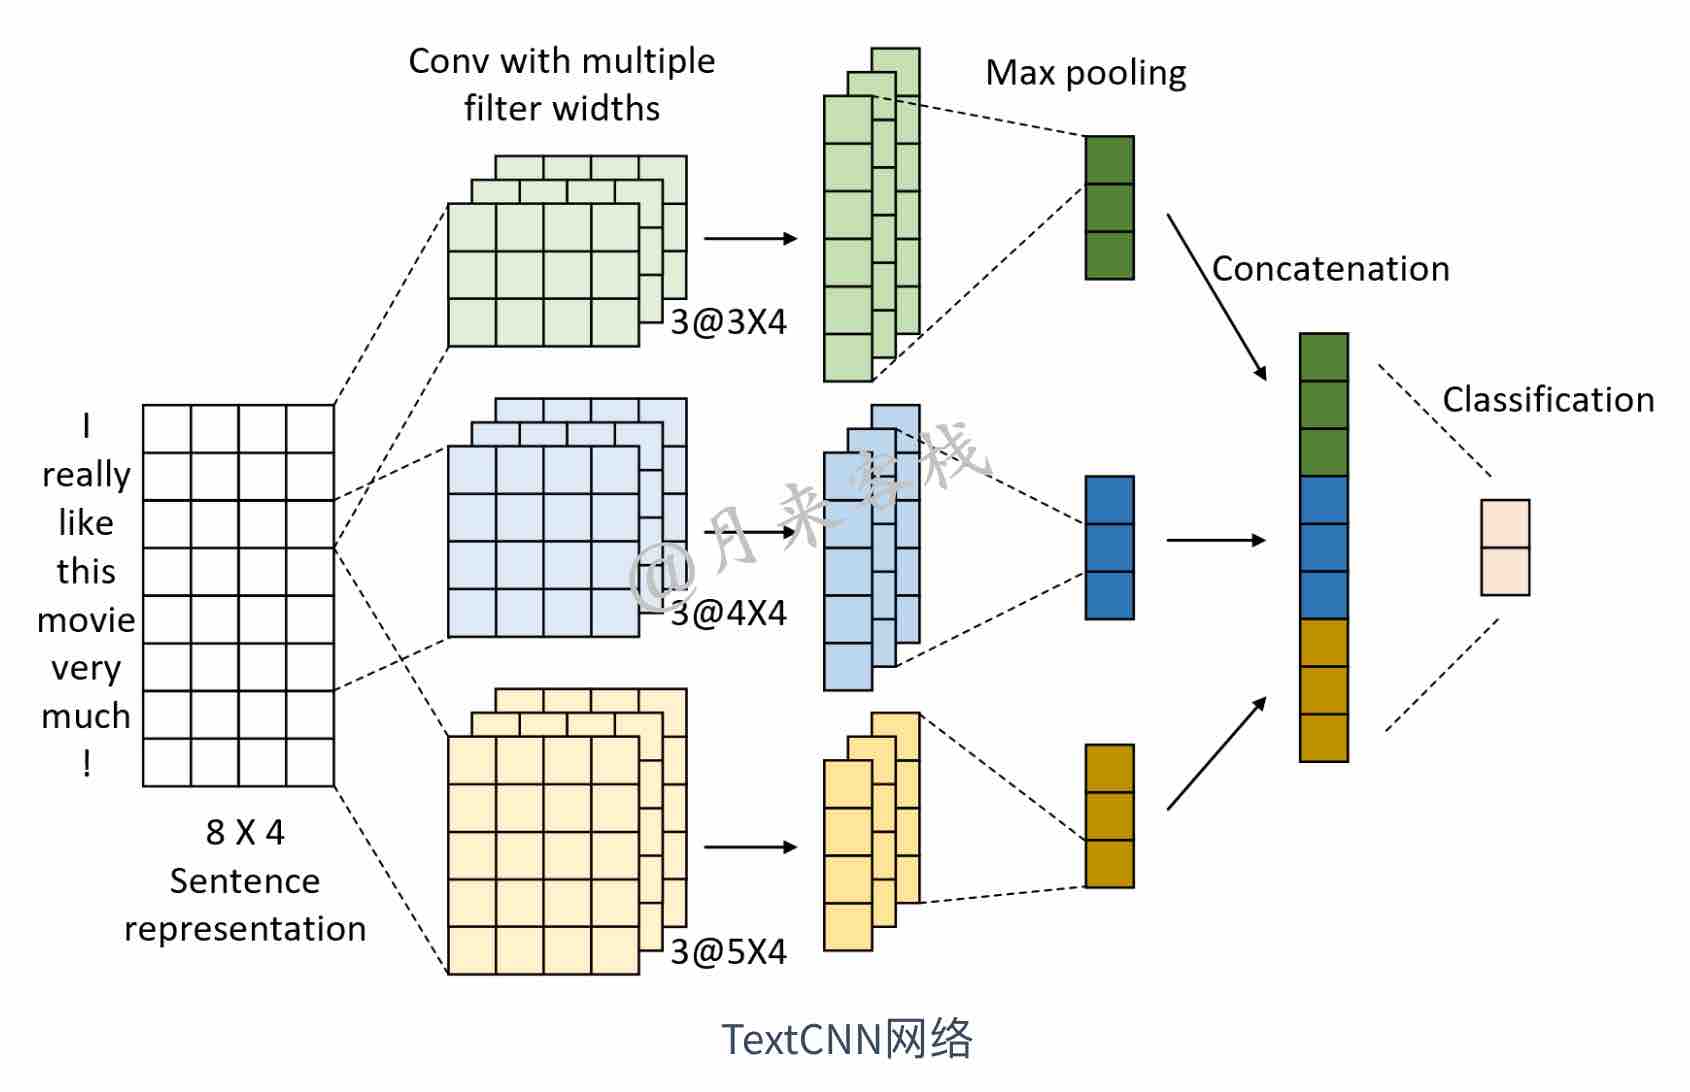 Conv with multiple
filter widths
Max pooling
3@3X4
Concatenation
I
really
like
this
movie
very
much
!
Classification
@月来客栈
3@4X4
8 X 4
Sentence
representation
3@5X4
TextCNN网络